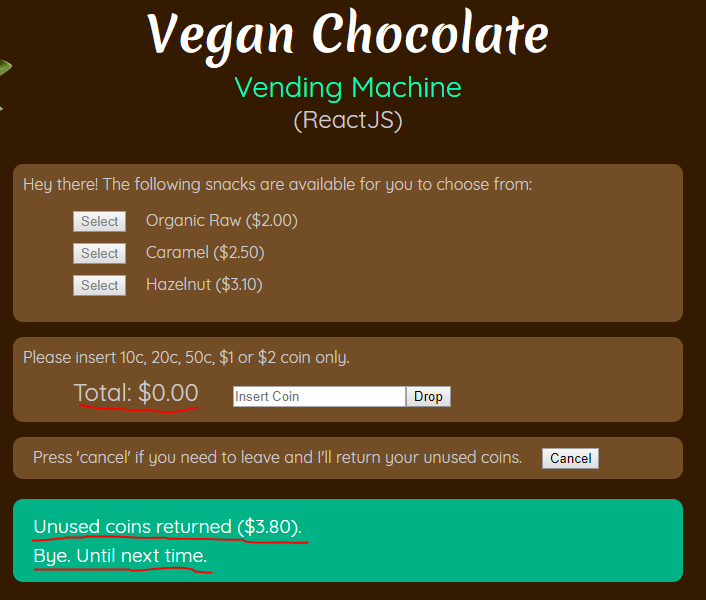 Vegan Chocolate
Vending Machine
(ReactJS)
Hey there! The following snacks are available for you to choose from:
Select Organic Raw ($2.00)
Select Caramel ($2.50)
Select Hazelnut ($3.10)
Please insert 10c, 20c, 50c, $1 or $2 coin only.
Total: $0.00 Insert Coin Drop
Press 'cancel' if you need to leave and I'll return your unused coins. Cancel
Unused coins returned ($3.80).
Bye. Until next time.